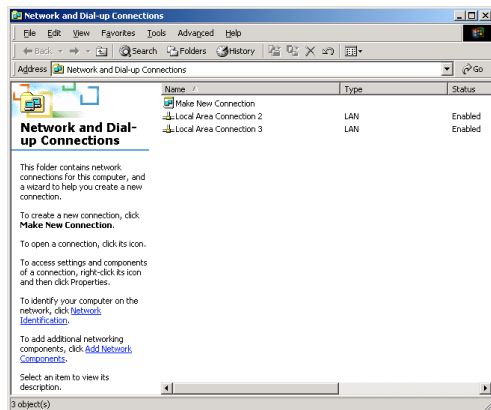 Network and Dial-up Connections
File Edit View Favorites Tools Advanced Help
Back Search Folders History
Address Network and Dial-up Connections Go
Name Type Status
Make New Connection
Local Area Connection 2 LAN Enabled
Local Area Connection 3 LAN Enabled
Network and Dial-
up Connections
This folder contains network
connections for this computer, and
a wizard to help you create a new
connection.
To create a new connection, click
Make New Connection.
To open a connection, click its icon.
To access settings and components
of a connection, right-click its icon
and then click Properties.
To identify your computer on the
network, click Network
Identification.
To add additional networking
components, click Add Network
Components.
Select an item to view its
description.
3 object(s)